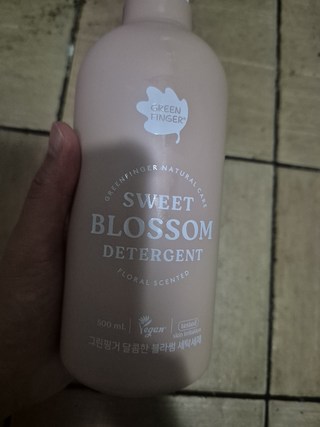 GREEN
FINGER
GREENFINGER NATURAL CARE
SWEET
BLOSSOM
DETERGENT
FLORAL SCENTED
500 mL
Vegan
tested
그린핑거 달콤한 블라썸 세탁세제